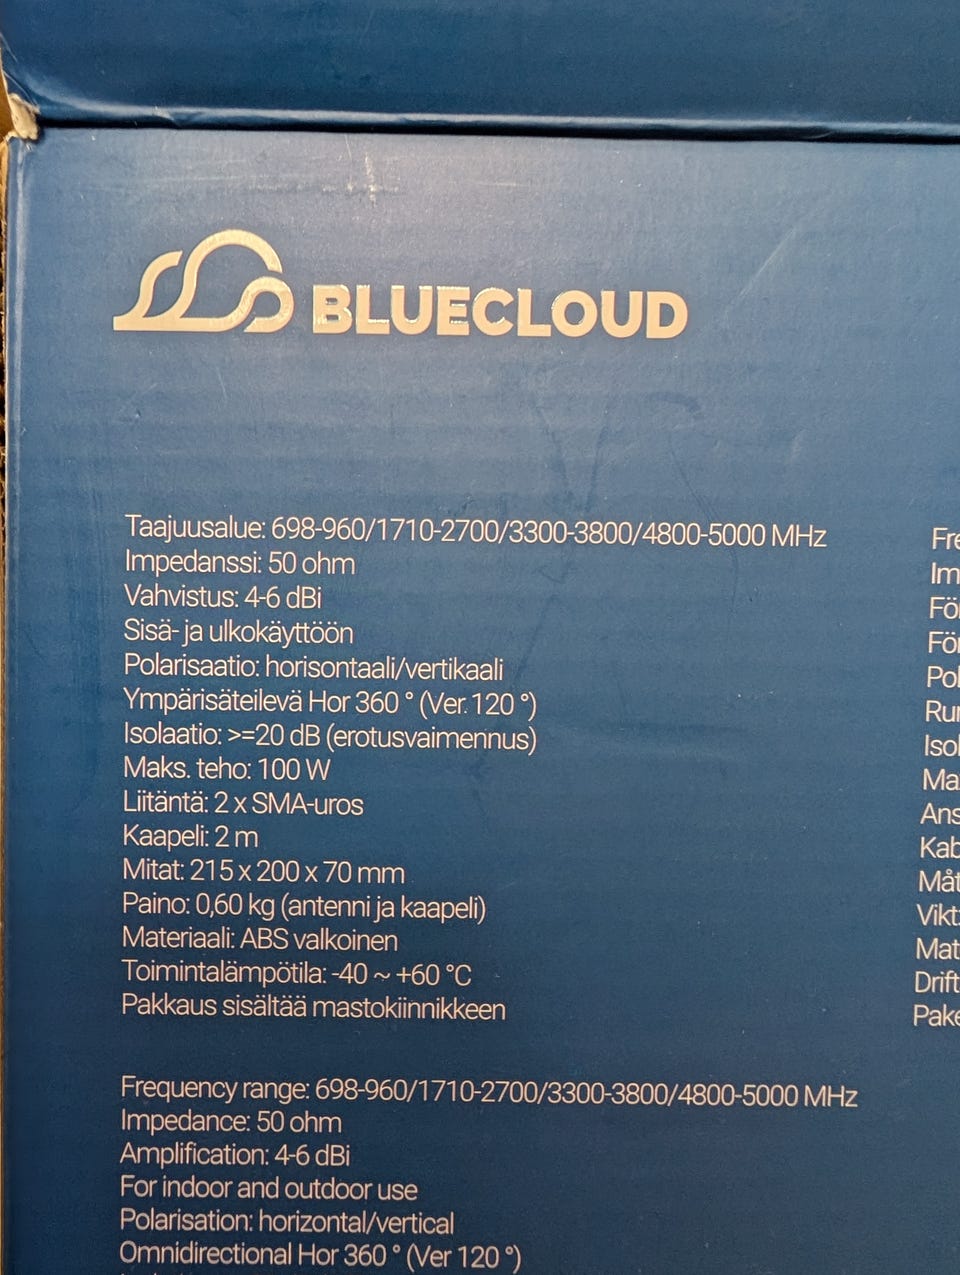 BLUECLOUD
Taajuusalue: 698-960/1710-2700/3300-3800/4800-5000 MHz
Impedanssi: 50 ohm
Vahvistus: 4-6 dBi
Sisä- ja ulkokäyttöön
Polarisaatio: horisontaali/vertikaali
Ympärisäteilevä Hor 360 ° (Ver. 120 °)
Isolaatio: >=20 dB (erotusvaimennus)
Maks. teho: 100 W
Liitäntä: 2 x SMA-uros
Kaapeli: 2 m
Mitat: 215 x 200 x 70 mm
Paino: 0,60 kg (antenni ja kaapeli)
Materiaali: ABS valkoinen
Toimintalämpötila: -40 ~ +60 °C
Pakkaus sisältää mastokiinnikkeen
Frequency range: 698-960/1710-2700/3300-3800/4800-5000 MHz
Impedance: 50 ohm
Amplification: 4-6 dBi
For indoor and outdoor use
Polarisation: horizontal/vertical
Omnidirectional Hor 360 ° (Ver 120 °)